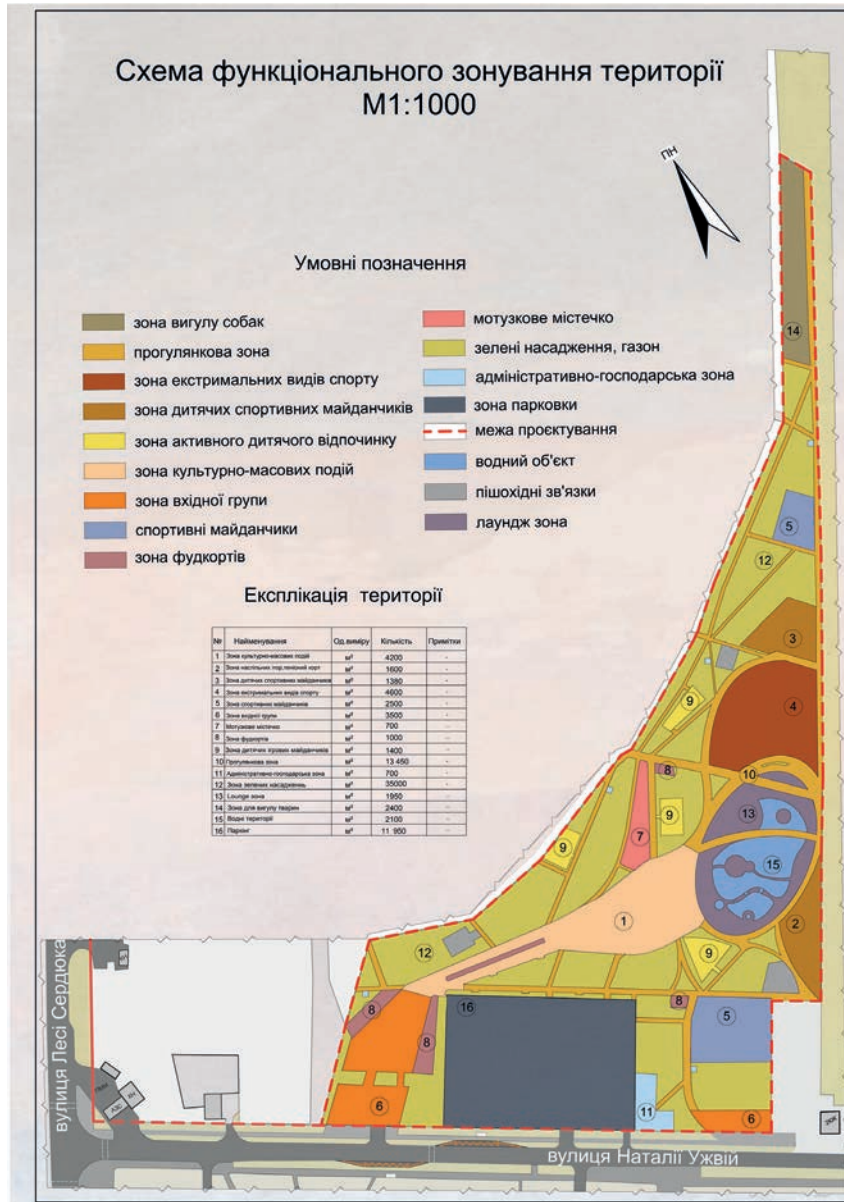 Схема функціонального зонування території
М1:1000
ПН
Умовні позначення
зона вигулу собак
прогулянкова зона
зона екстримальних видів спорту
зона дитячих спортивних майданчиків
зона активного дитячого відпочинку
зона культурно-масових подій
зона вхідної групи
спортивні майданчики
зона фудкортів
мотузкове містечко
зелені насадження, газон
адміністративно-господарська зона
зона парковки
межа проєктування
водний об'єкт
пішохідні зв'язки
лаундж зона
Експлікація території
№ Найменування Од.виміру Кількість Примітки
1 Зона культурно-масових подій м² 4200 -
2 Зона настільних ігор,тенісний корт м² 1600 -
3 Зона дитячих спортивних майданчиків м² 1380 -
4 Зона екстримальних видів спорту м² 4600 -
5 Зона спортивних майданчиків м² 2500 -
6 Зона вхідної групи м² 3500 -
7 Мотузкове містечко м² 700 -
8 Зона фудкортів м² 1000 -
9 Зона дитячих ігрових майданчиків м² 1400 -
10 Прогулянкова зона м² 13 450 -
11 Адміністративно-господарська зона м² 700 -
12 Зона зелених насаджень м² 35000 -
13 Lounge зона м² 1950 -
14 Зона для вигулу тварин м² 2400 -
15 Водні території м² 2100 -
16 Паркінг м² 11 950 -
14
5
12
3
9
4
10
8
13
9
7
9
15
1
2
12
9
8
16
8
5
8
6
11
6
АЗС
КН
вулиця Лесі Сердюка
вулиця Наталії Ужвій